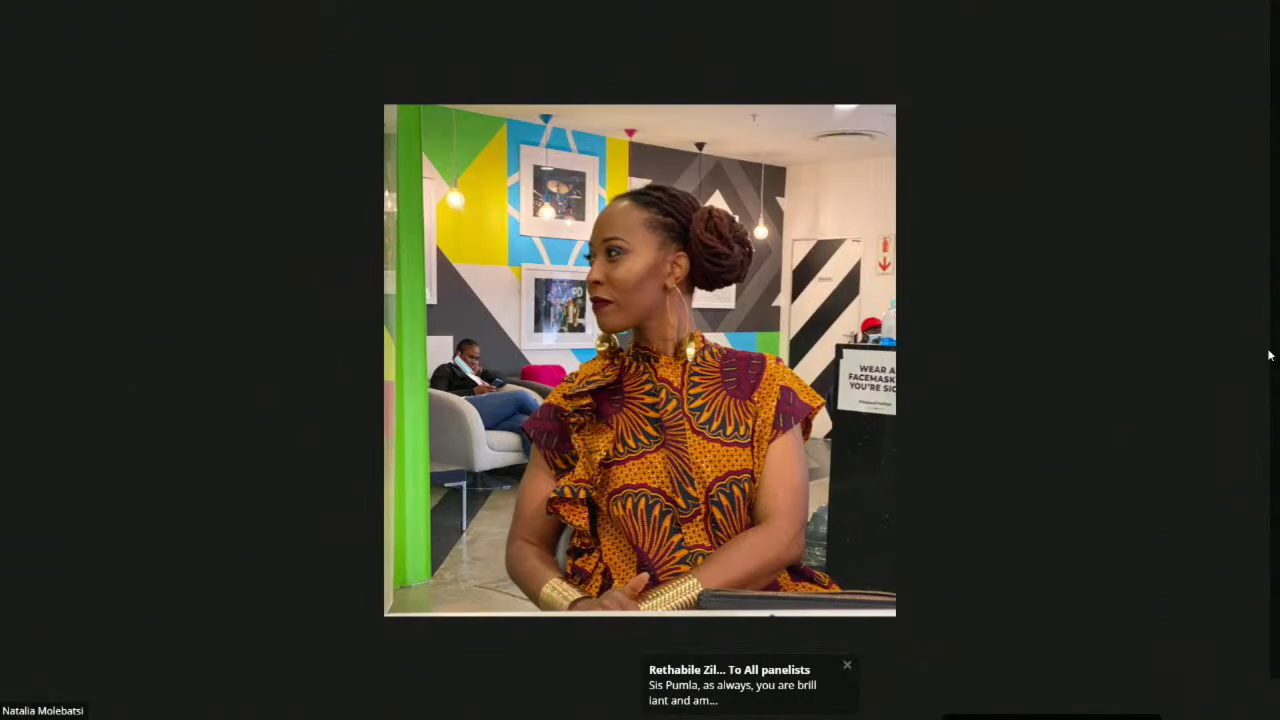 WEAR A
FACEMASK
YOU'RE SIC
Rethabile Zil... To All panelists
Sis Pumla, as always, you are brill
iant and am...
Natalia Molebatsi